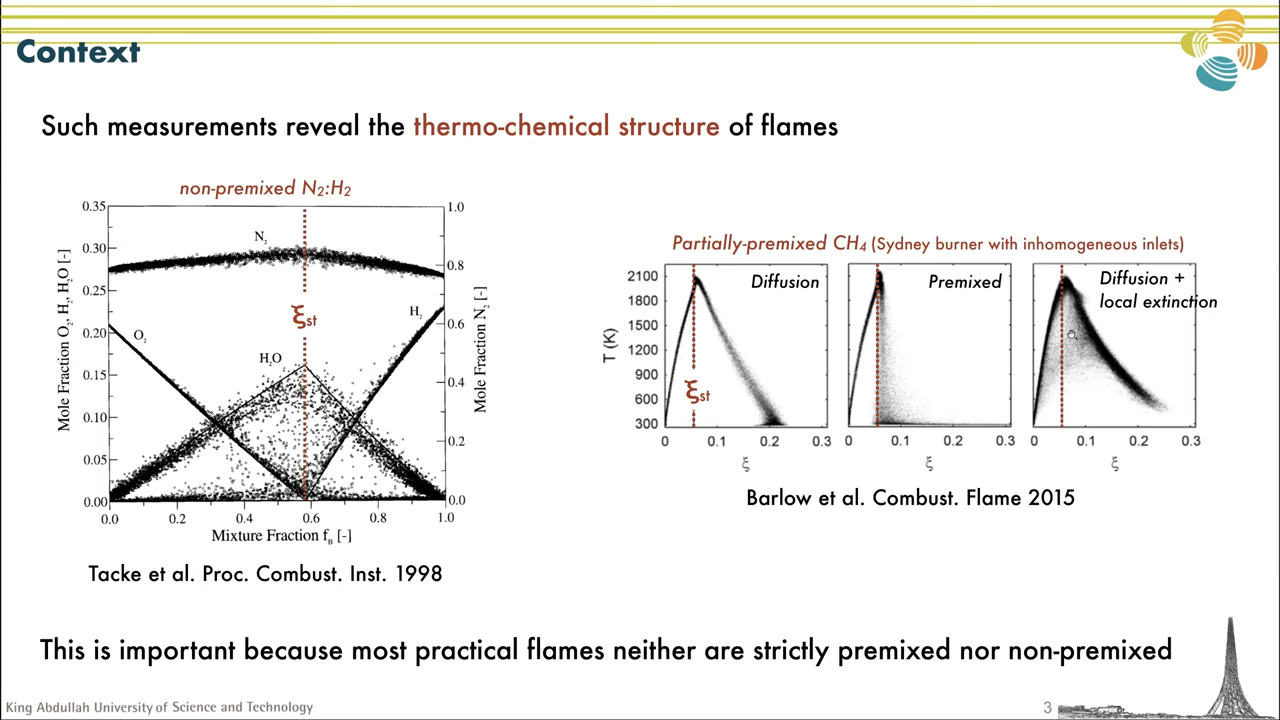 Context
Such measurements reveal the thermo-chemical structure of flames
non-premixed N₂:H₂
0.35
0.30
0.25
0.20
0.15
0.10
0.05
0.00
Mole Fraction O₂, H₂, H₂O [-]
1.0
0.8
0.6
0.4
0.2
0.0
Mole Fraction N₂ [-]
N₂
ξst
H₂
O₂
H₂O
0.0 0.2 0.4 0.6 0.8 1.0
Mixture Fraction f_B [-]
Tacke et al. Proc. Combust. Inst. 1998
Partially-premixed CH₄ (Sydney burner with inhomogeneous inlets)
T (K)
2100
1800
1500
1200
900
600
300
Diffusion
ξst
0 0.1 0.2 0.3
ξ
Premixed
0 0.1 0.2 0.3
ξ
Diffusion +
local extinction
0 0.1 0.2 0.3
ξ
Barlow et al. Combust. Flame 2015
This is important because most practical flames neither are strictly premixed nor non-premixed
King Abdullah University of Science and Technology
3